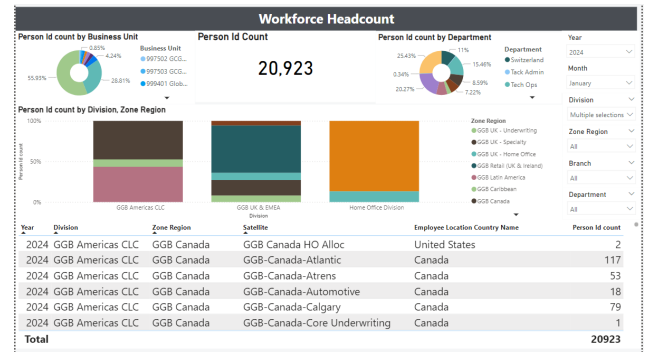 Workforce Headcount
Person Id count by Business Unit
0.85%
4.24%
28.81%
55.93%
Business Unit
997502 GCG...
997503 GCG...
999401 Glob...
Person Id Count
20,923
Person Id count by Department
11%
15.46%
8.59%
7.22%
20.27%
0.34%
25.43%
Department
Switzerland
Tack Admin
Tech Ops
Year
2024
Month
January
Division
Multiple selections
Zone Region
All
Branch
All
Department
All
Person Id count by Division, Zone Region
Person Id count
100%
50%
0%
GGB Americas CLC
GGB UK & EMEA
Home Office Division
Division
Zone Region
GGB UK - Underwriting
GGB UK - Specialty
GGB UK - Home Office
GGB Retail (UK & Ireland)
GGB Latin America
GGB Caribbean
GGB Canada
Year Division Zone Region Satellite Employee Location Country Name Person Id count
2024 GGB Americas CLC GGB Canada GGB Canada HO Alloc United States 2
2024 GGB Americas CLC GGB Canada GGB-Canada-Atlantic Canada 117
2024 GGB Americas CLC GGB Canada GGB-Canada-Atrens Canada 53
2024 GGB Americas CLC GGB Canada GGB-Canada-Automotive Canada 18
2024 GGB Americas CLC GGB Canada GGB-Canada-Calgary Canada 79
2024 GGB Americas CLC GGB Canada GGB-Canada-Core Underwriting Canada 1
Total 20923